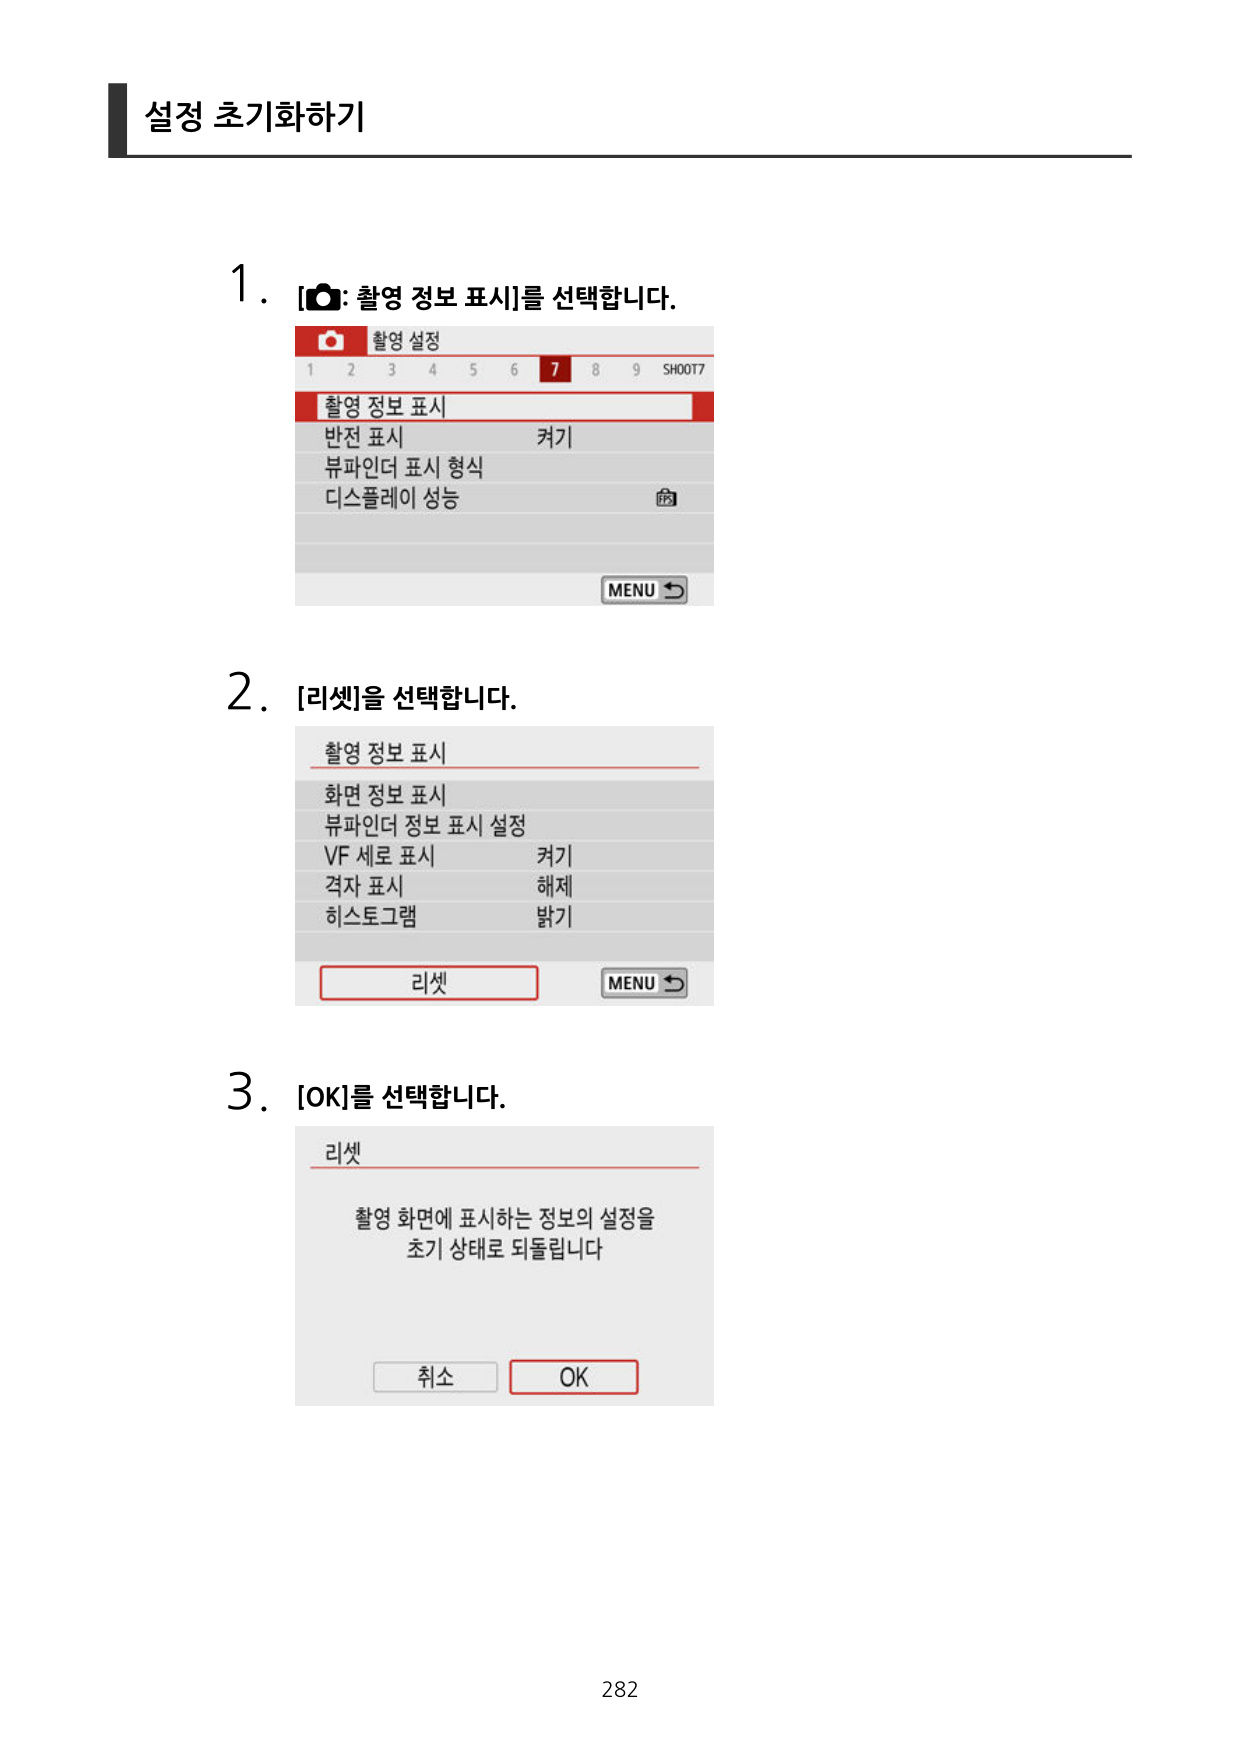 설정 초기화하기
1. [: 촬영 정보 표시]를 선택합니다.
촬영 설정
1 2 3 4 5 6 7 8 9 SHOOT7
촬영 정보 표시
반전 표시 켜기
뷰파인더 표시 형식
디스플레이 성능 FPS
MENU
2. [리셋]을 선택합니다.
촬영 정보 표시
화면 정보 표시
뷰파인더 정보 표시 설정
VF 세로 표시 켜기
격자 표시 해제
히스토그램 밝기
리셋 MENU
3. [OK]를 선택합니다.
리셋
촬영 화면에 표시하는 정보의 설정을
초기 상태로 되돌립니다
취소 OK
282